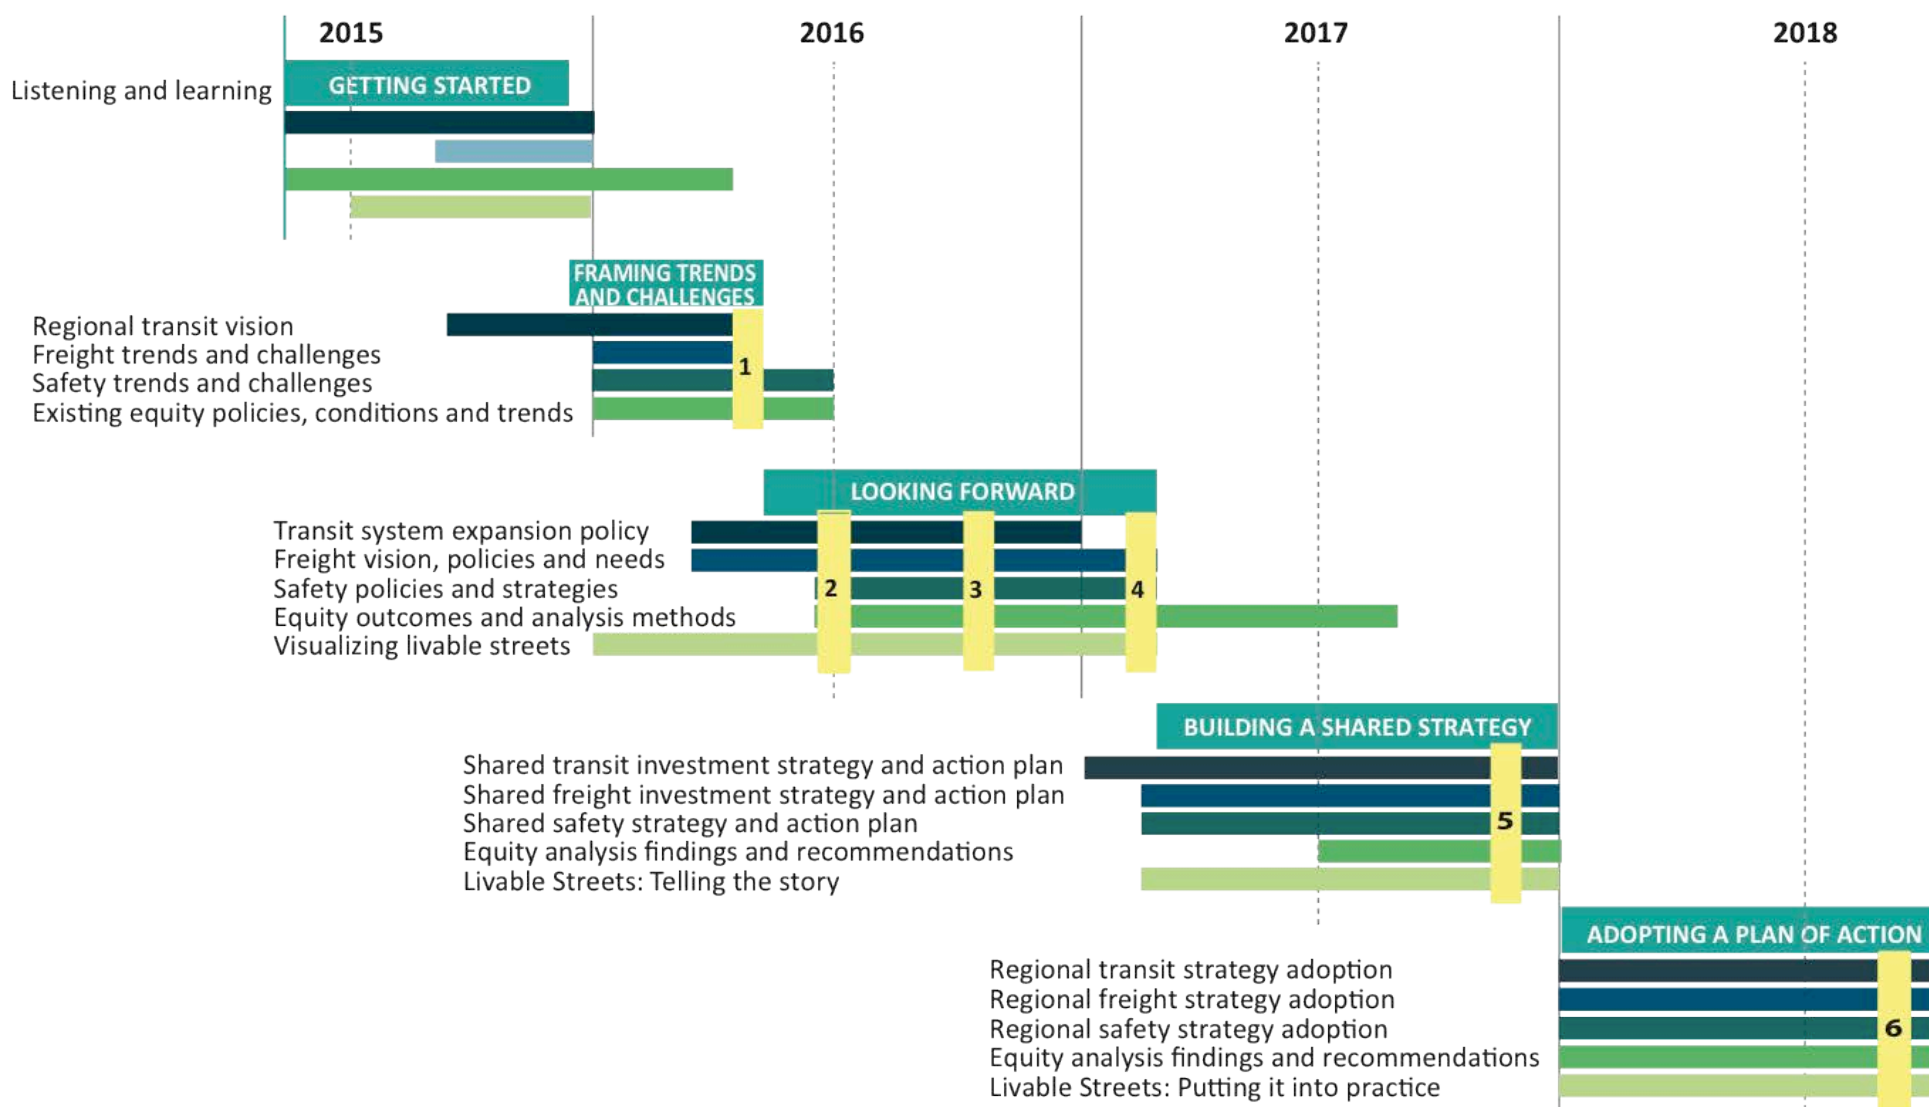 2015 2016 2017 2018
Listening and learning
GETTING STARTED
FRAMING TRENDS
AND CHALLENGES
Regional transit vision
Freight trends and challenges
Safety trends and challenges
Existing equity policies, conditions and trends
1
LOOKING FORWARD
Transit system expansion policy
Freight vision, policies and needs
Safety policies and strategies
Equity outcomes and analysis methods
Visualizing livable streets
2 3 4
BUILDING A SHARED STRATEGY
Shared transit investment strategy and action plan
Shared freight investment strategy and action plan
Shared safety strategy and action plan
Equity analysis findings and recommendations
Livable Streets: Telling the story
5
ADOPTING A PLAN OF ACTION
Regional transit strategy adoption
Regional freight strategy adoption
Regional safety strategy adoption
Equity analysis findings and recommendations
Livable Streets: Putting it into practice
6